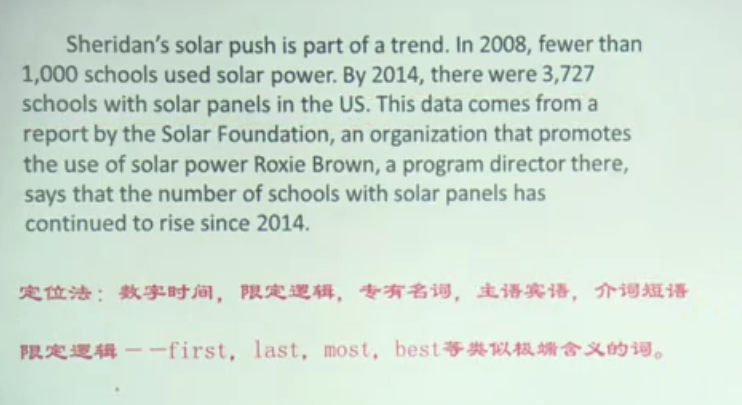 Sheridan's solar push is part of a trend. In 2008, fewer than
1,000 schools used solar power. By 2014, there were 3,727
schools with solar panels in the US. This data comes from a
report by the Solar Foundation, an organization that promotes
the use of solar power Roxie Brown, a program director there,
says that the number of schools with solar panels has
continued to rise since 2014.
定位法：数字时间，限定逻辑，专有名词，主语宾语，介词短语
限定逻辑－－first, last, most, best等类似极端含义的词。